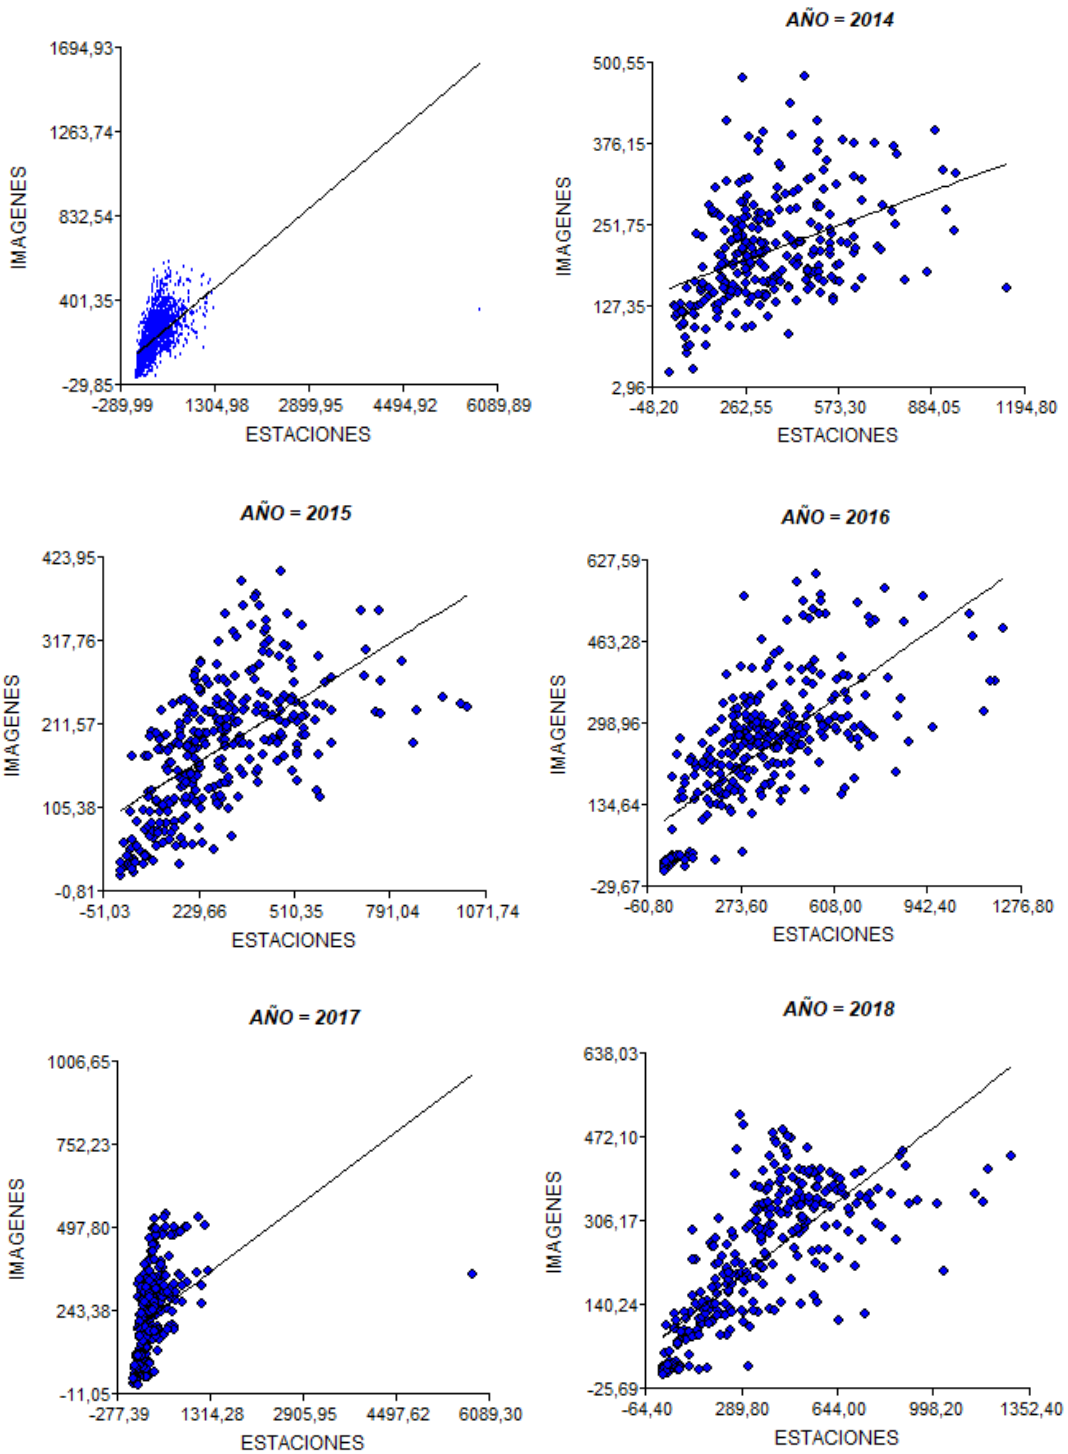 1694,93
1263,74
832,54
401,35
-29,85
IMAGENES
-289,99 1304,98 2899,95 4494,92 6089,89
ESTACIONES
AÑO = 2014
500,55
376,15
251,75
127,35
2,96
IMAGENES
-48,20 262,55 573,30 884,05 1194,80
ESTACIONES
AÑO = 2015
423,95
317,76
211,57
105,38
-0,81
IMAGENES
-51,03 229,66 510,35 791,04 1071,74
ESTACIONES
AÑO = 2016
627,59
463,28
298,96
134,64
-29,67
IMAGENES
-60,80 273,60 608,00 942,40 1276,80
ESTACIONES
AÑO = 2017
1006,65
752,23
497,80
243,38
-11,05
IMAGENES
-277,39 1314,28 2905,95 4497,62 6089,30
ESTACIONES
AÑO = 2018
638,03
472,10
306,17
140,24
-25,69
IMAGENES
-64,40 289,80 644,00 998,20 1352,40
ESTACIONES